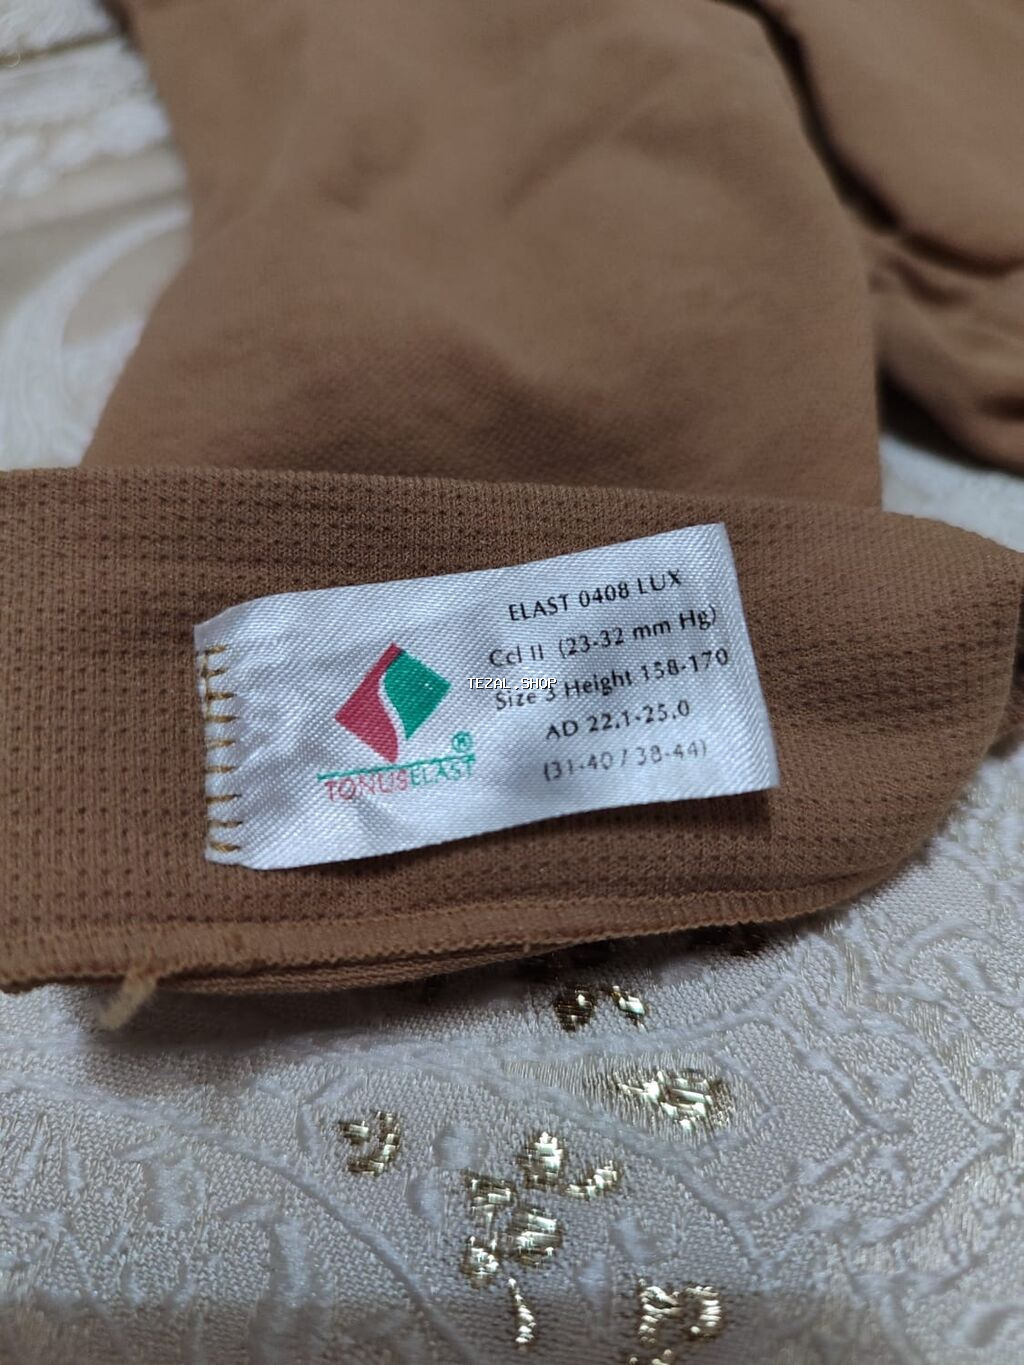 ELAST 0408 LUX
Ccl II (23-32 mm Hg)
TEZAL.SHOP
Size 3 Height 158-170
AD 22.1-25.0
(31-40 / 38-44)
®
TONUSELAST